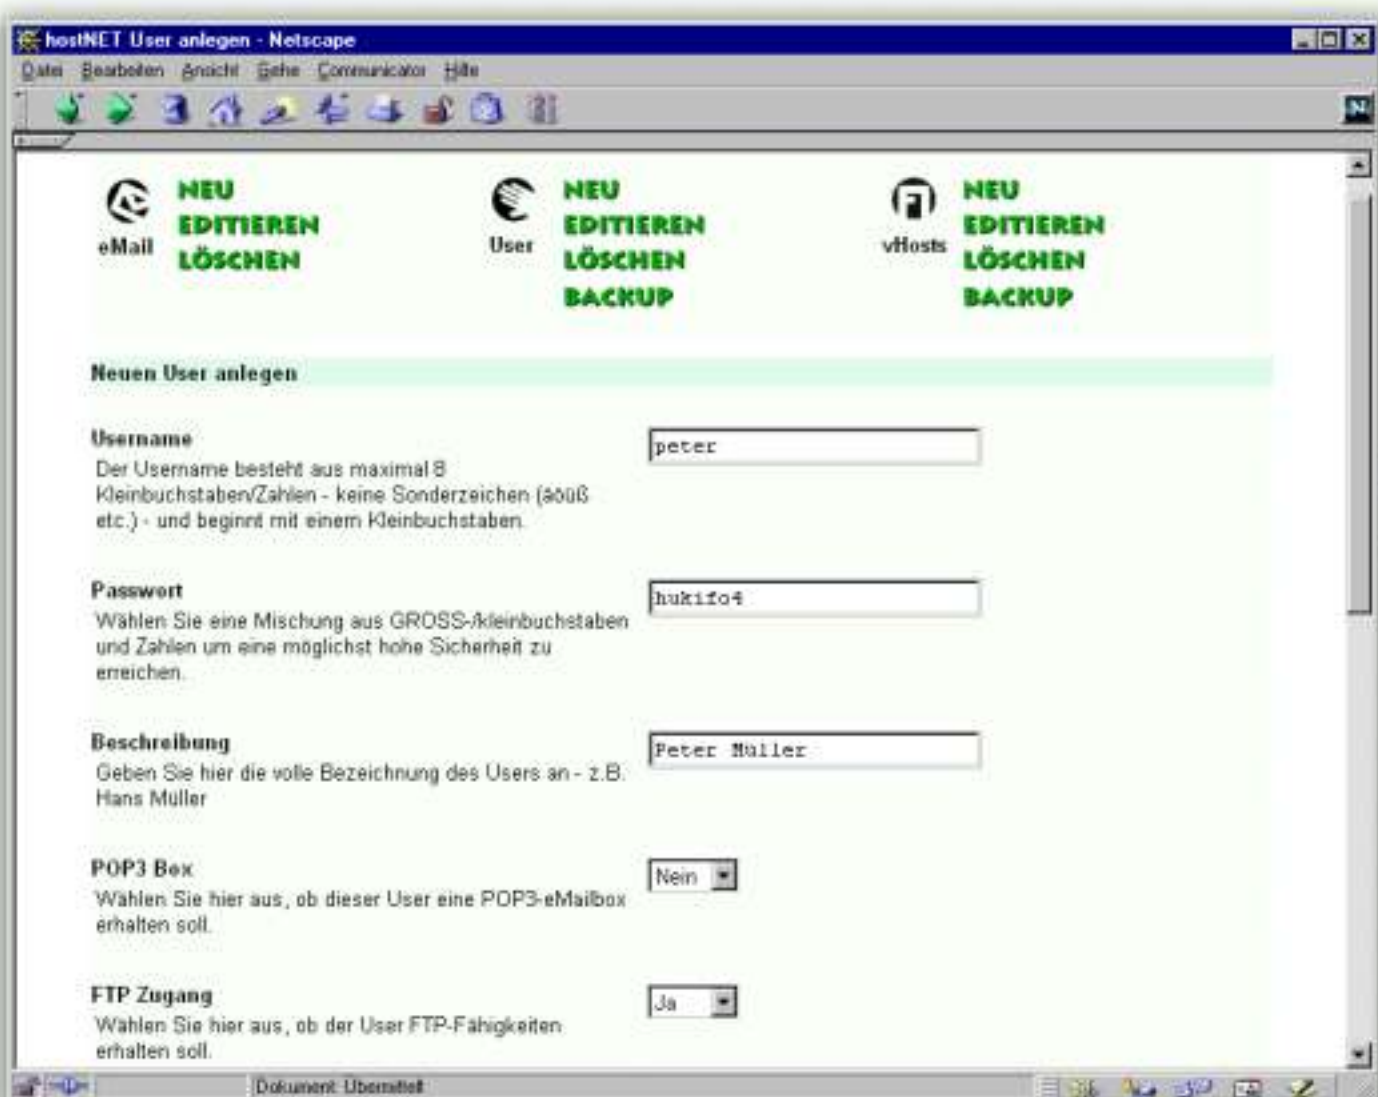 hostNET User anlegen - Netscape
Datei Bearbeiten Ansicht Gehe Communicator Hilfe
N
eMail
NEU
EDITIEREN
LÖSCHEN
User
NEU
EDITIEREN
LÖSCHEN
BACKUP
vHosts
NEU
EDITIEREN
LÖSCHEN
BACKUP
Neuen User anlegen
Username
peter
Der Username besteht aus maximal 8
Kleinbuchstaben/Zahlen - keine Sonderzeichen (äöüß
etc.) - und beginnt mit einem Kleinbuchstaben.
Passwort
hukifo4
Wählen Sie eine Mischung aus GROSS-/kleinbuchstaben
und Zahlen um eine möglichst hohe Sicherheit zu
erreichen.
Beschreibung
Peter Müller
Geben Sie hier die volle Bezeichnung des Users an - z.B.
Hans Müller
POP3 Box
Nein
Wählen Sie hier aus, ob dieser User eine POP3-eMailbox
erhalten soll.
FTP Zugang
Ja
Wählen Sie hier aus, ob der User FTP-Fähigkeiten
erhalten soll.
Dokument: Übermittelt